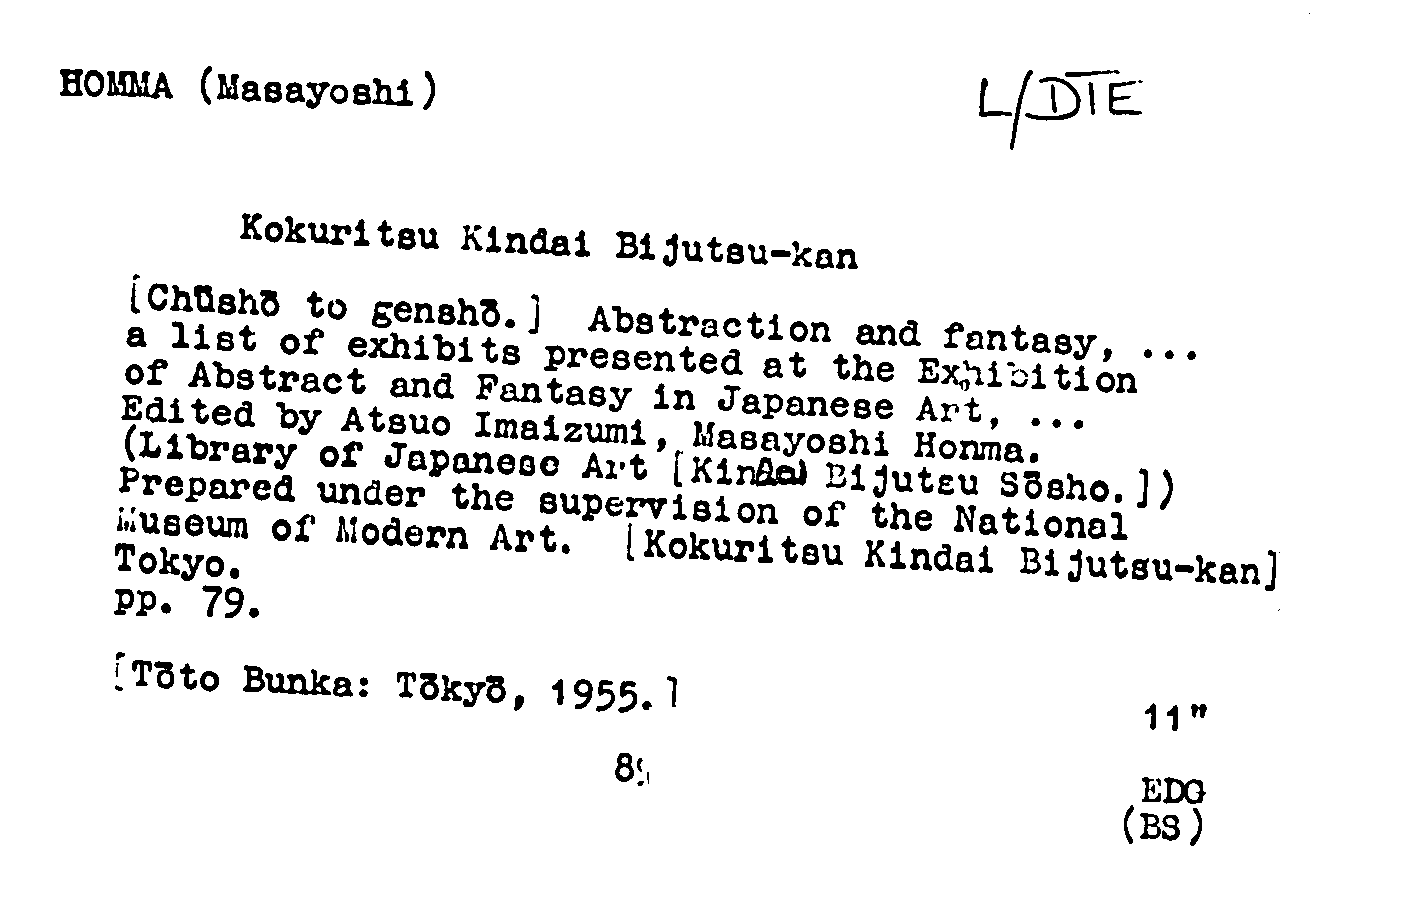 HOMMA (Masayoshi)
L/DTE
Kokuritsu Kindai Bijutsu-kan
[Chūshō to genshō.] Abstraction and fantasy, ...
a list of exhibits presented at the Exhibition
of Abstract and Fantasy in Japanese Art, ...
Edited by Atsuo Imaizumi, Masayoshi Honma.
(Library of Japanese Art [Kindai Bijutsu Sōsho.])
Prepared under the supervision of the National
Museum of Modern Art. [Kokuritsu Kindai Bijutsu-kan]
Tokyo.
pp. 79.
[Tōto Bunka: Tōkyō, 1955.]
11"
EDG
(BS)